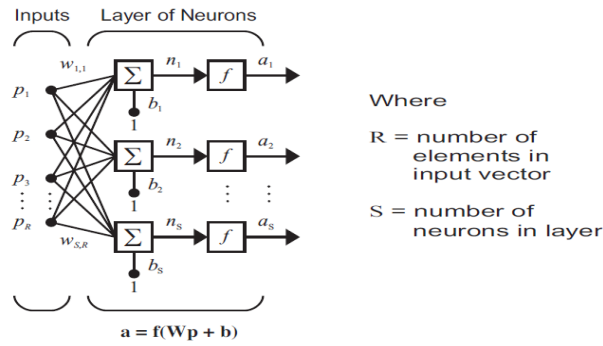 Inputs Layer of Neurons
w1,1 n1 a1
Σ f
p1 b1
1
p2 n2 a2
Σ f
p3 b2
1
nS aS
pR Σ f
wS,R bS
1
a = f(Wp + b)
Where
R = number of
elements in
input vector
S = number of
neurons in layer